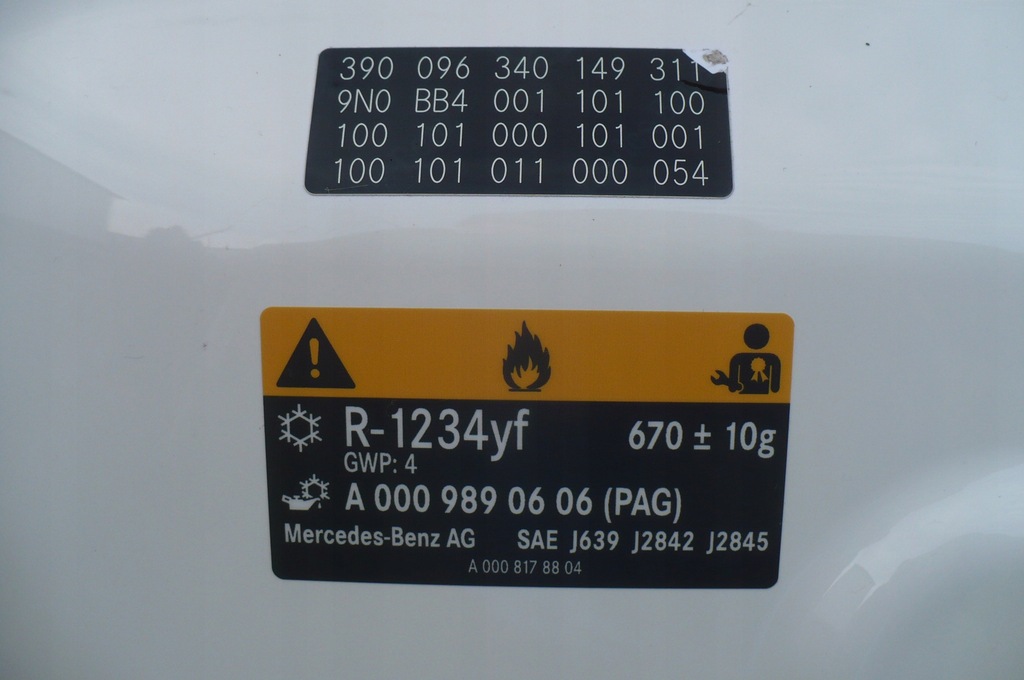 390 096 340 149 311
9N0 BB4 001 101 100
100 101 000 101 001
100 101 011 000 054
R-1234yf 670 ± 10g
GWP: 4
A 000 989 06 06 (PAG)
Mercedes-Benz AG SAE J639 J2842 J2845
A 000 817 88 04